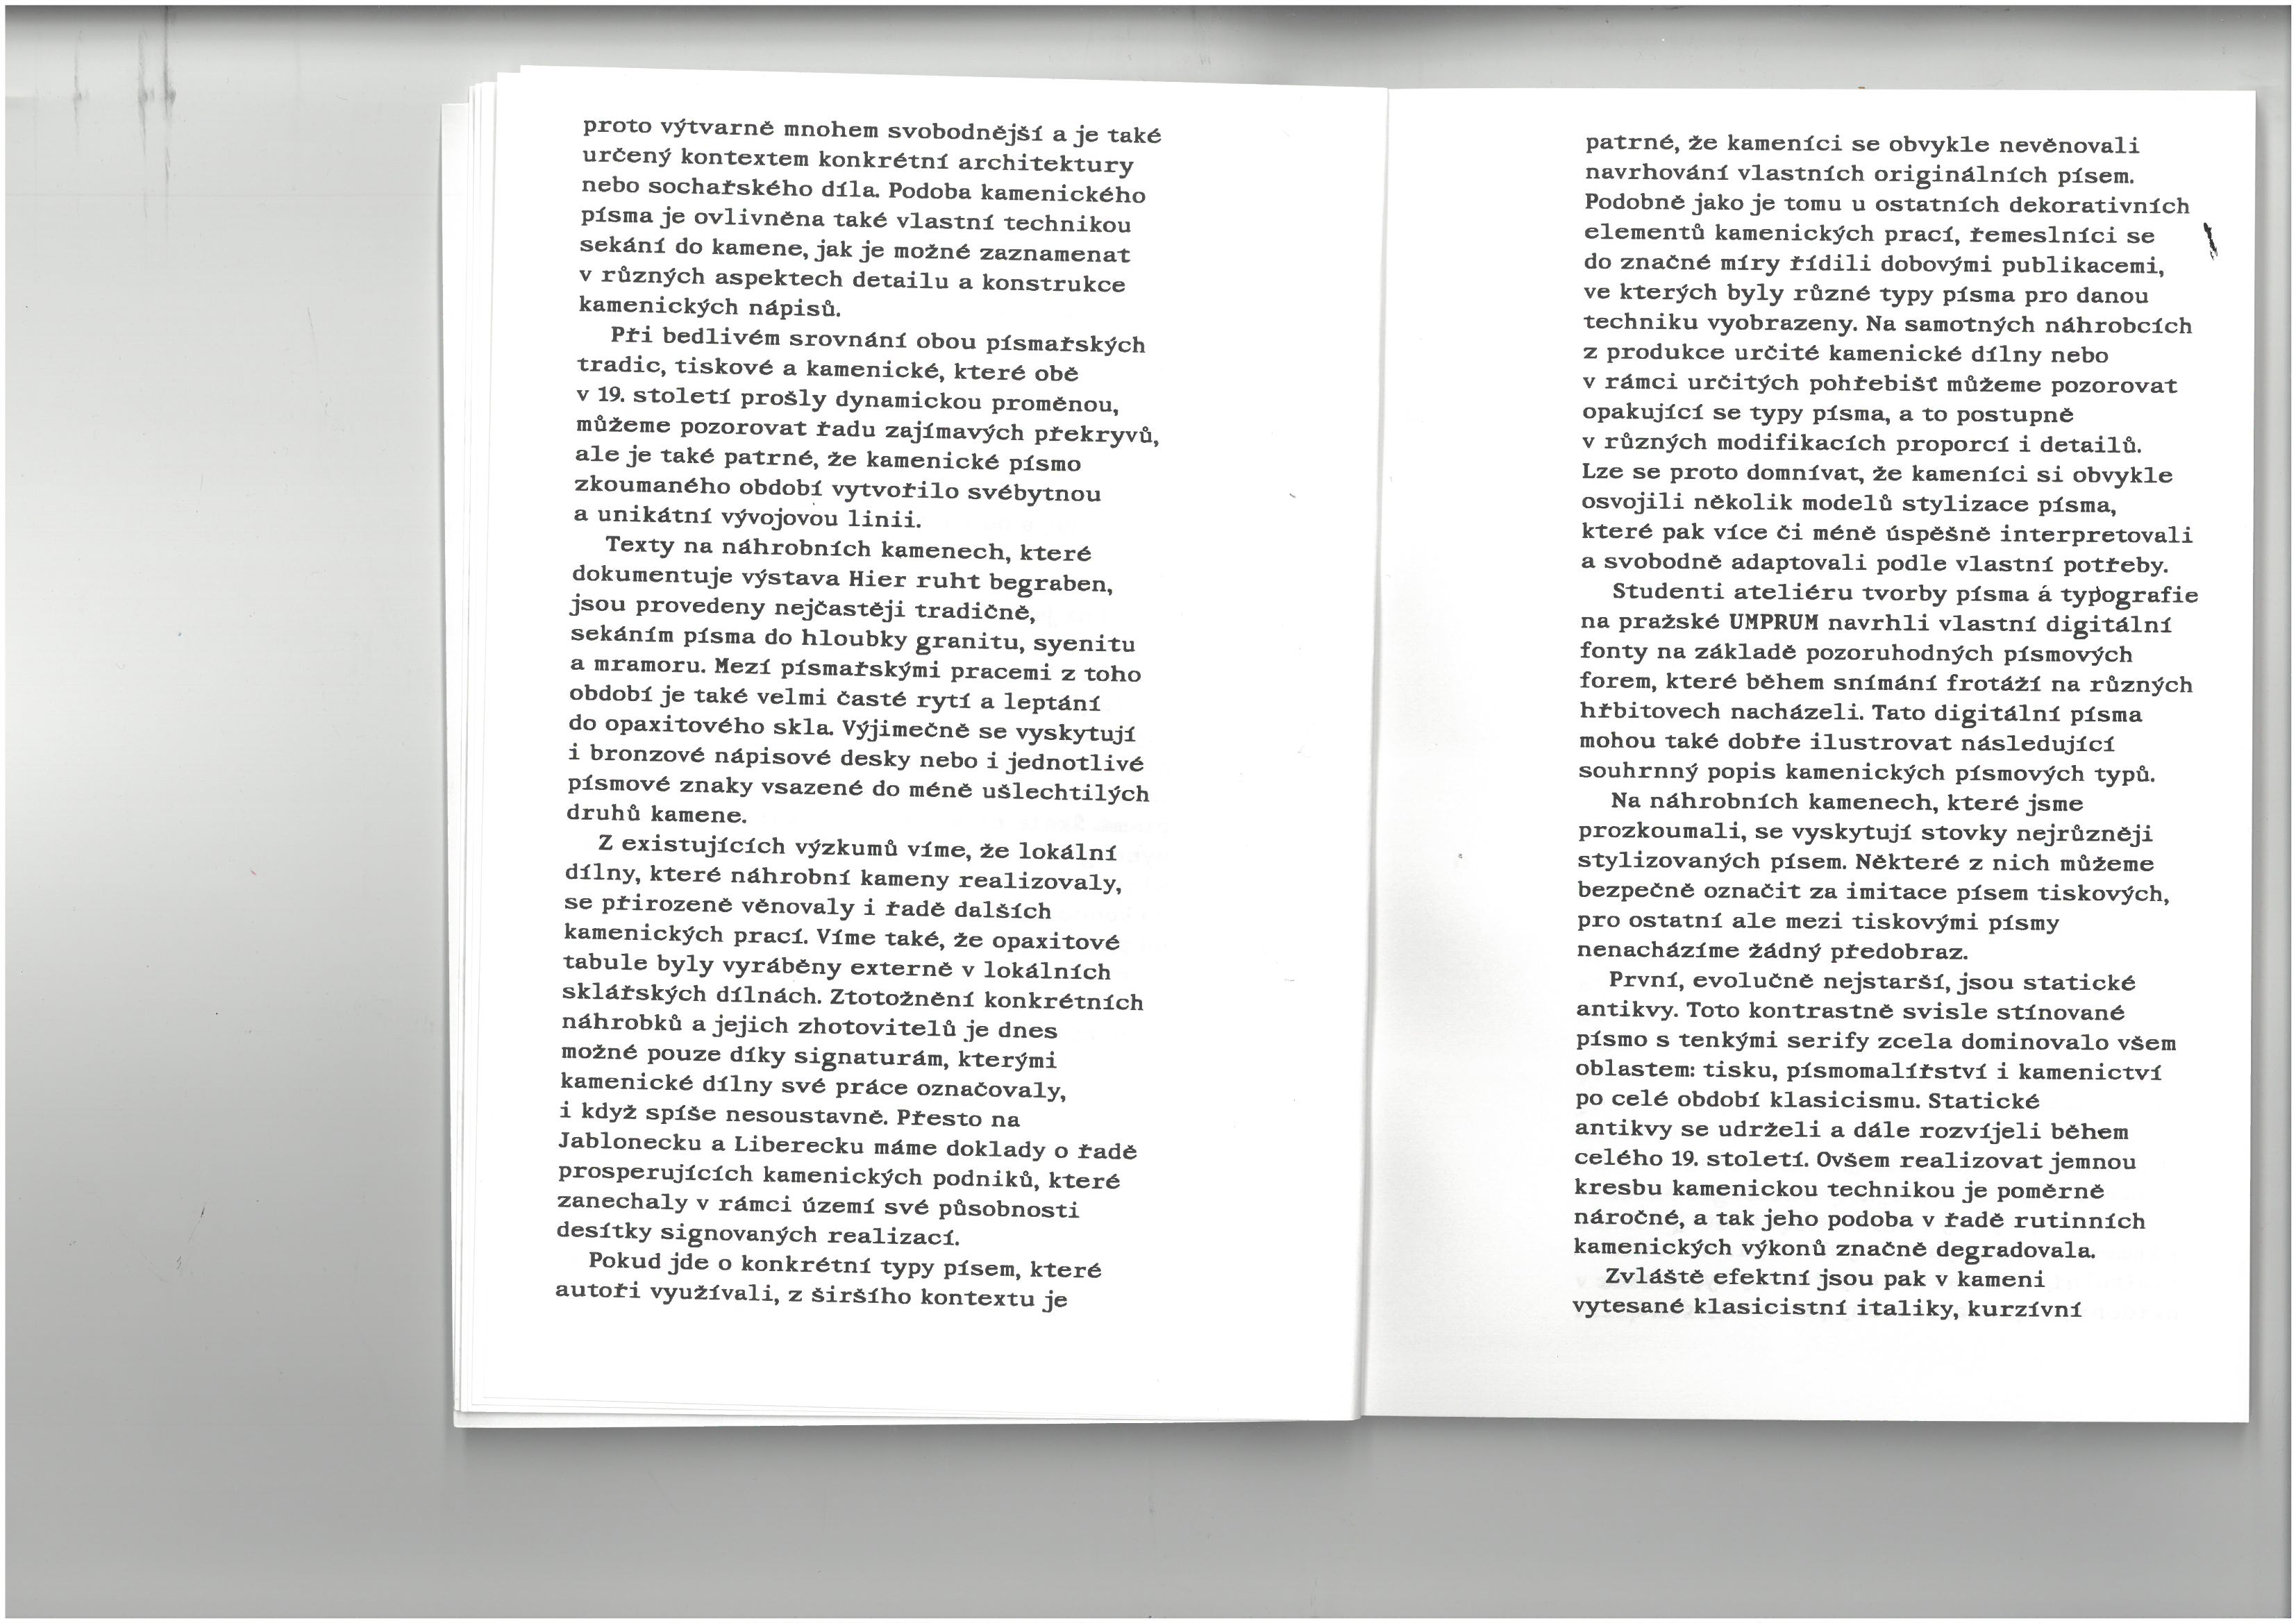 proto výtvarně mnohem svobodnější a je také
určený kontextem konkrétní architektury
nebo sochařského díla. Podoba kamenického
písma je ovlivněna také vlastní technikou
sekání do kamene, jak je možné zaznamenat
v různých aspektech detailu a konstrukce
kamenických nápisů.
Při bedlivém srovnání obou písmařských
tradic, tiskové a kamenické, které obě
v 19. století prošly dynamickou proměnou,
můžeme pozorovat řadu zajímavých překryvů,
ale je také patrné, že kamenické písmo
zkoumaného období vytvořilo svébytnou
a unikátní vývojovou linii.
Texty na náhrobních kamenech, které
dokumentuje výstava Hier ruht begraben,
jsou provedeny nejčastěji tradičně,
sekáním písma do hloubky granitu, syenitu
a mramoru. Mezí písmařskými pracemi z toho
období je také velmi časté rytí a leptání
do opaxitového skla. Výjimečně se vyskytují
i bronzové nápisové desky nebo i jednotlivé
písmové znaky vsazené do méně ušlechtilých
druhů kamene.
Z existujících výzkumů víme, že lokální
dílny, které náhrobní kameny realizovaly,
se přirozeně věnovaly i řadě dalších
kamenických prací. Víme také, že opaxitové
tabule byly vyráběny externě v lokálních
sklářských dílnách. Ztotožnění konkrétních
náhrobků a jejich zhotovitelů je dnes
možné pouze díky signaturám, kterými
kamenické dílny své práce označovaly,
i když spíše nesoustavně. Přesto na
Jablonecku a Liberecku máme doklady o řadě
prosperujících kamenických podniků, které
zanechaly v rámci území své působnosti
desítky signovaných realizací.
Pokud jde o konkrétní typy písem, které
autoři využívali, z širšího kontextu je
patrné, že kameníci se obvykle nevěnovali
navrhování vlastních originálních písem.
Podobně jako je tomu u ostatních dekorativních
elementů kamenických prací, řemeslníci se
do značné míry řídili dobovými publikacemi,
ve kterých byly různé typy písma pro danou
techniku vyobrazeny. Na samotných náhrobcích
z produkce určité kamenické dílny nebo
v rámci určitých pohřebišť můžeme pozorovat
opakující se typy písma, a to postupně
v různých modifikacích proporcí i detailů.
Lze se proto domnívat, že kameníci si obvykle
osvojili několik modelů stylizace písma,
které pak více či méně úspěšně interpretovali
a svobodně adaptovali podle vlastní potřeby.
Studenti ateliéru tvorby písma á typografie
na pražské UMPRUM navrhli vlastní digitální
fonty na základě pozoruhodných písmových
forem, které během snímání frotáží na různých
hřbitovech nacházeli. Tato digitální písma
mohou také dobře ilustrovat následující
souhrnný popis kamenických písmových typů.
Na náhrobních kamenech, které jsme
prozkoumali, se vyskytují stovky nejrůzněji
stylizovaných písem. Některé z nich můžeme
bezpečně označit za imitace písem tiskových,
pro ostatní ale mezi tiskovými písmy
nenacházíme žádný předobraz.
První, evolučně nejstarší, jsou statické
antikvy. Toto kontrastně svisle stínované
písmo s tenkými serify zcela dominovalo všem
oblastem: tisku, písmomalířství i kamenictví
po celé období klasicismu. Statické
antikvy se udrželi a dále rozvíjeli během
celého 19. století. Ovšem realizovat jemnou
kresbu kamenickou technikou je poměrně
náročné, a tak jeho podoba v řadě rutinních
kamenických výkonů značně degradovala.
Zvláště efektní jsou pak v kameni
vytesané klasicistní italiky, kurzívní